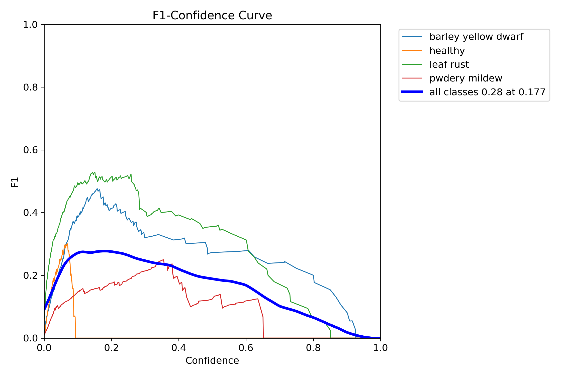 F1-Confidence Curve
1.0
0.8
0.6
0.4
0.2
0.0
F1
0.0 0.2 0.4 0.6 0.8 1.0
Confidence
barley yellow dwarf
healthy
leaf rust
pwdery mildew
all classes 0.28 at 0.177